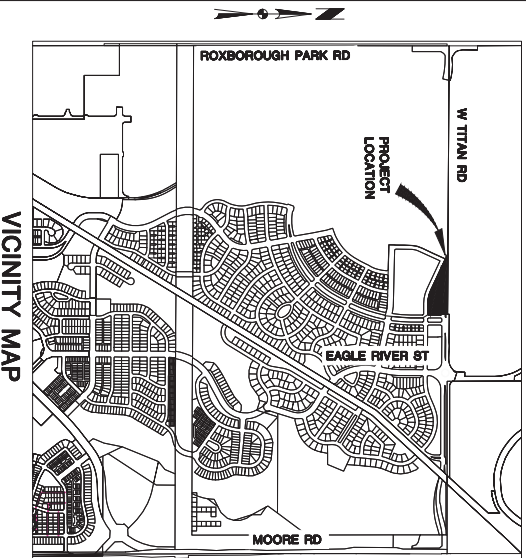 N
ROXBOROUGH PARK RD
W TITAN RD
PROJECT
LOCATION
EAGLE RIVER ST
MOORE RD
VICINITY MAP